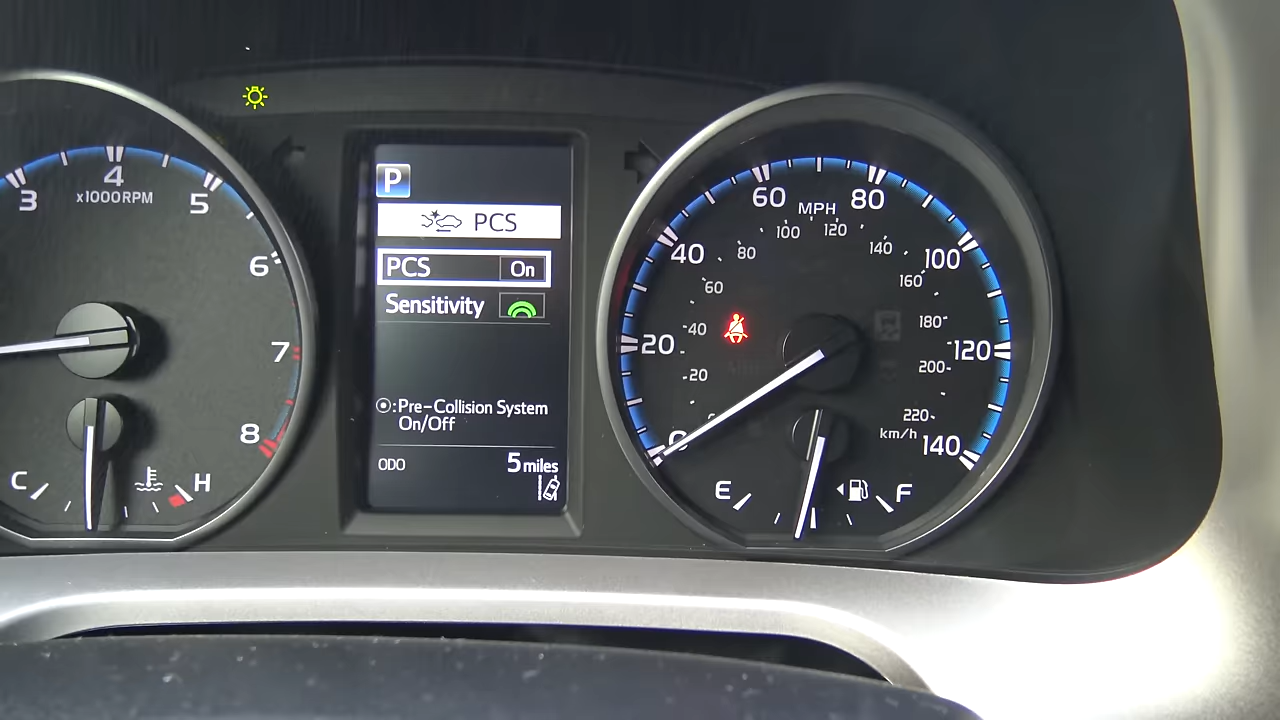 3
4
5
6
7
8
x1000RPM
C
H
P
PCS
PCS On
Sensitivity
:Pre-Collision System
On/Off
ODO 5 miles
0
20
40
60
80
100
120
140
MPH
20
40
60
80
100
120
140
160
180
200
220
km/h
E
F